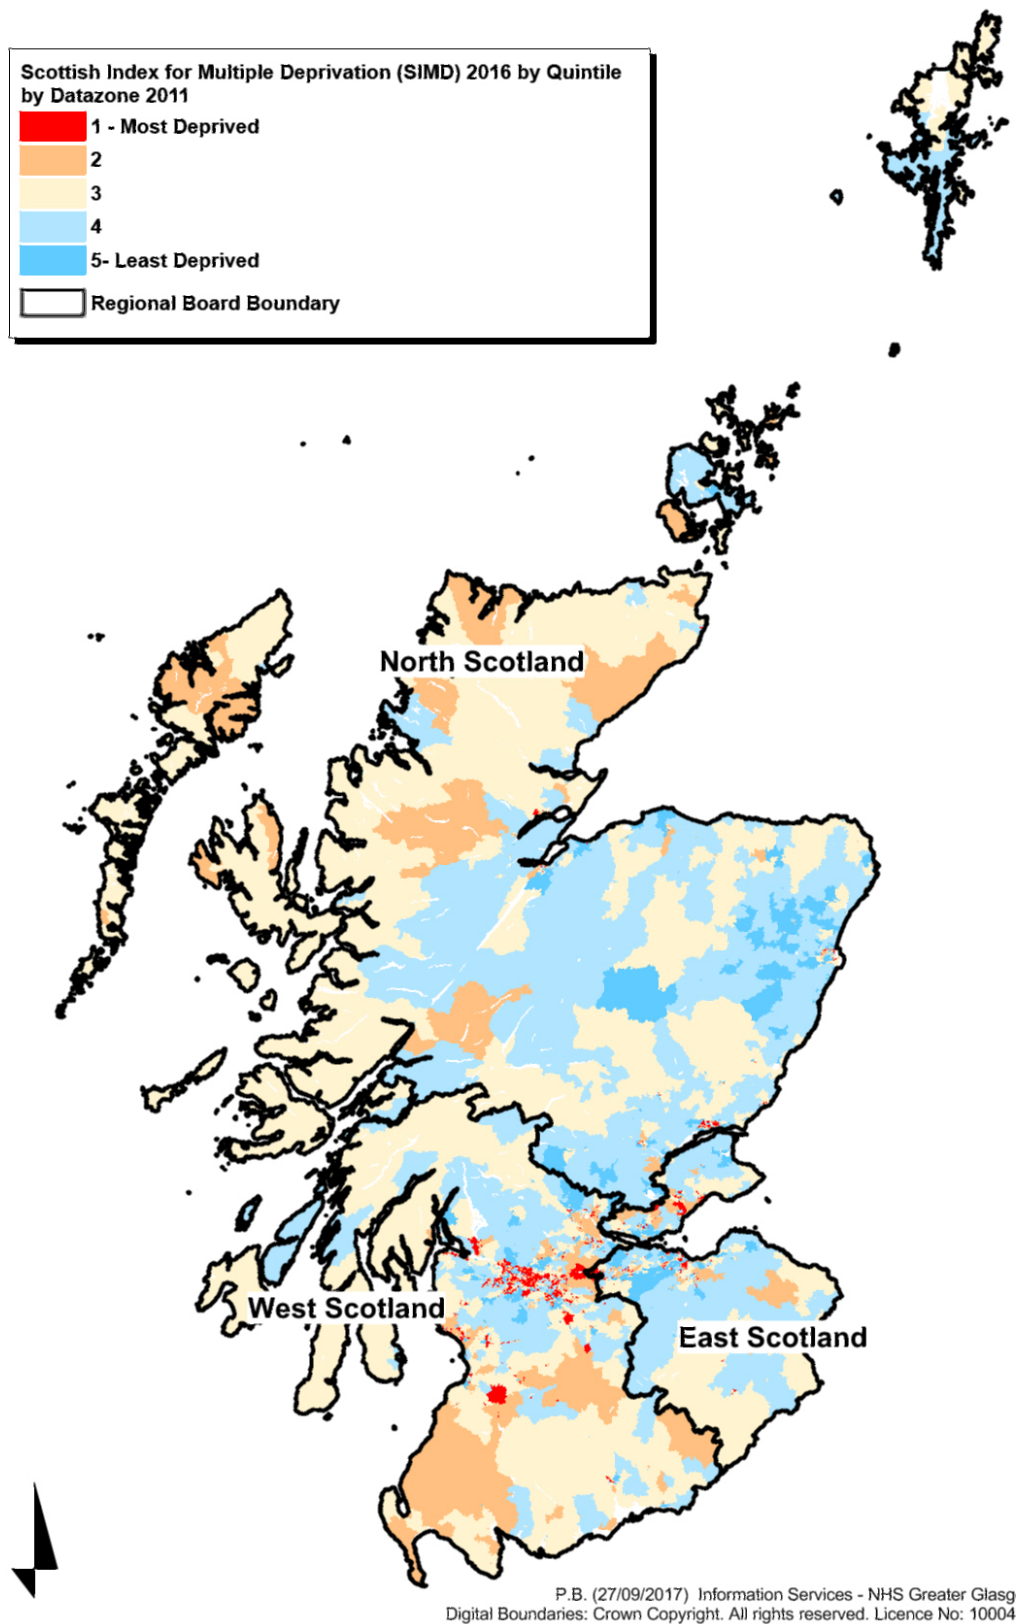 Scottish Index for Multiple Deprivation (SIMD) 2016 by Quintile
by Datazone 2011
1 - Most Deprived
2
3
4
5- Least Deprived
Regional Board Boundary
North Scotland
West Scotland
East Scotland
P.B. (27/09/2017) Information Services - NHS Greater Glasg
Digital Boundaries: Crown Copyright. All rights reserved. Licence No: 10004